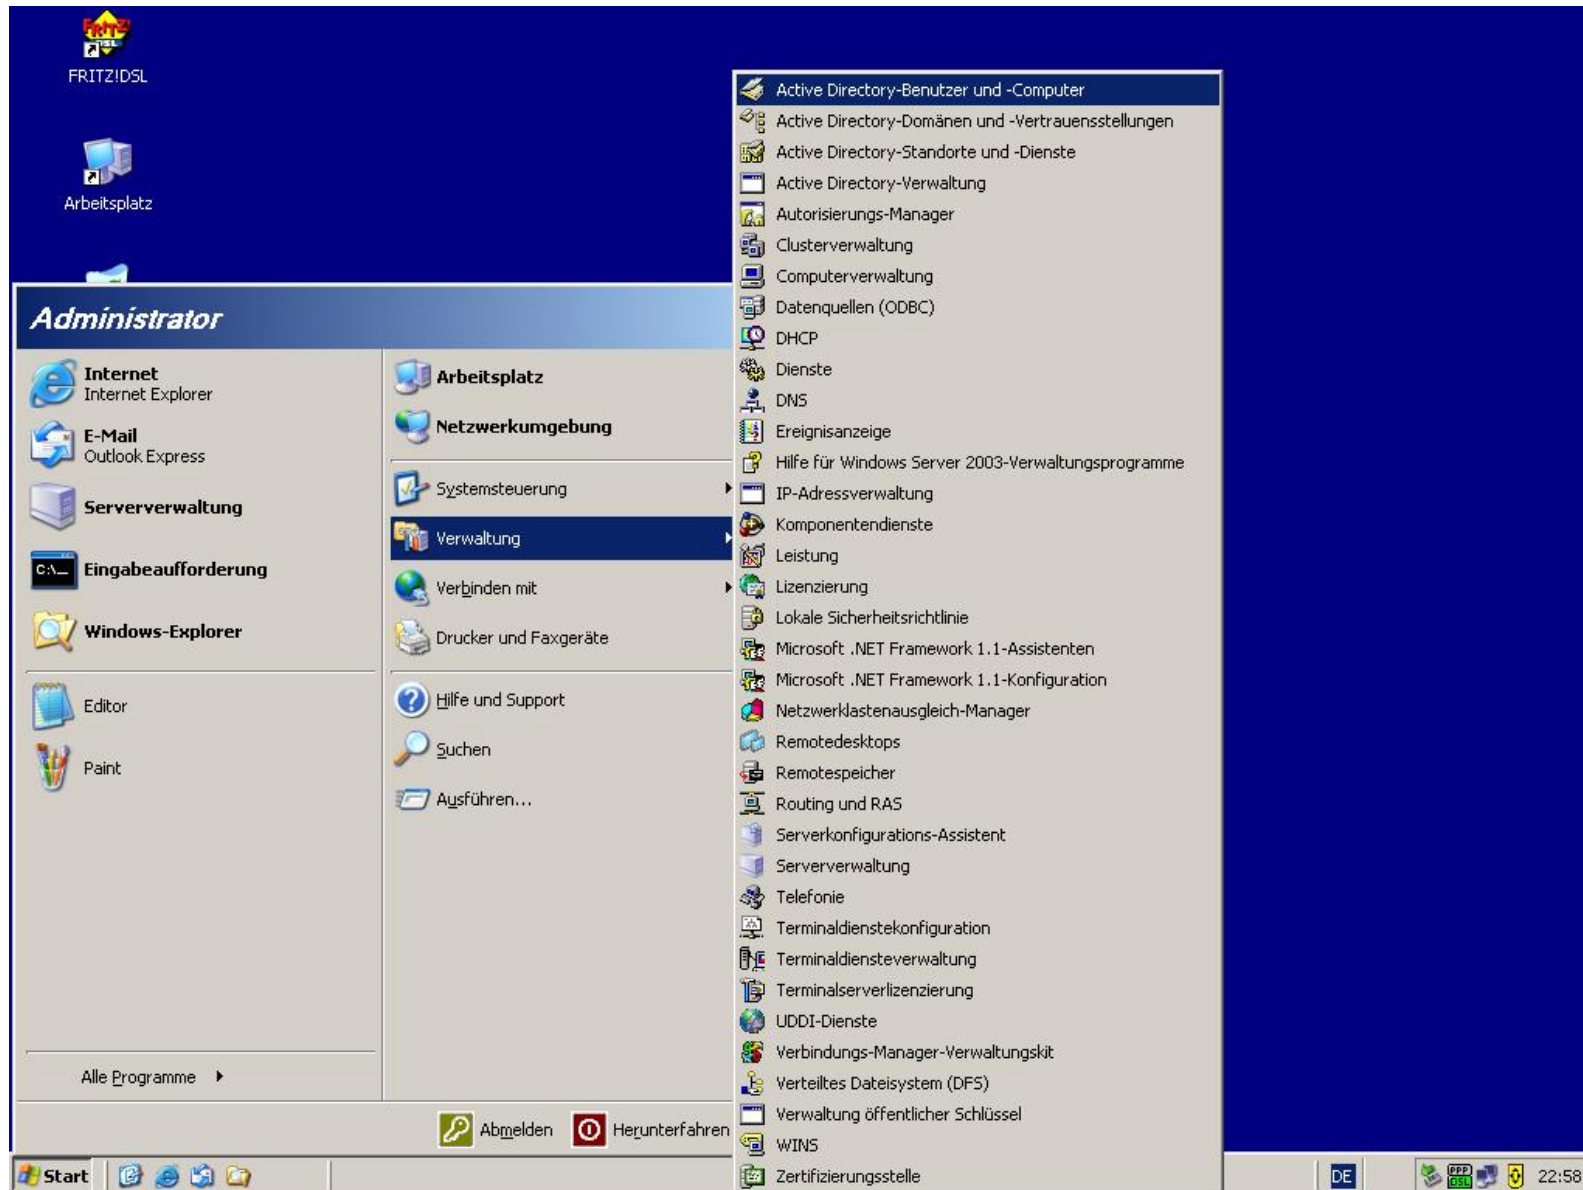 FRITZ!
DSL
FRITZ!DSL
Arbeitsplatz
Administrator
Internet
Internet Explorer
E-Mail
Outlook Express
Serververwaltung
C:\_
Eingabeaufforderung
Windows-Explorer
Editor
Paint
Alle Programme
Arbeitsplatz
Netzwerkumgebung
Systemsteuerung
Verwaltung
Verbinden mit
Drucker und Faxgeräte
Hilfe und Support
Suchen
Ausführen...
Abmelden
Herunterfahren
Active Directory-Benutzer und -Computer
Active Directory-Domänen und -Vertrauensstellungen
Active Directory-Standorte und -Dienste
Active Directory-Verwaltung
Autorisierungs-Manager
Clusterverwaltung
Computerverwaltung
Datenquellen (ODBC)
DHCP
Dienste
DNS
Ereignisanzeige
Hilfe für Windows Server 2003-Verwaltungsprogramme
IP-Adressverwaltung
Komponentendienste
Leistung
Lizenzierung
Lokale Sicherheitsrichtlinie
Microsoft .NET Framework 1.1-Assistenten
Microsoft .NET Framework 1.1-Konfiguration
Netzwerklastenausgleich-Manager
Remotedesktops
Remotespeicher
Routing und RAS
Serverkonfigurations-Assistent
Serververwaltung
Telefonie
Terminaldienstekonfiguration
Terminaldiensteverwaltung
Terminalserverlizenzierung
UDDI-Dienste
Verbindungs-Manager-Verwaltungskit
Verteiltes Dateisystem (DFS)
Verwaltung öffentlicher Schlüssel
WINS
Zertifizierungsstelle
Start
DE
PPP
DSL
22:58